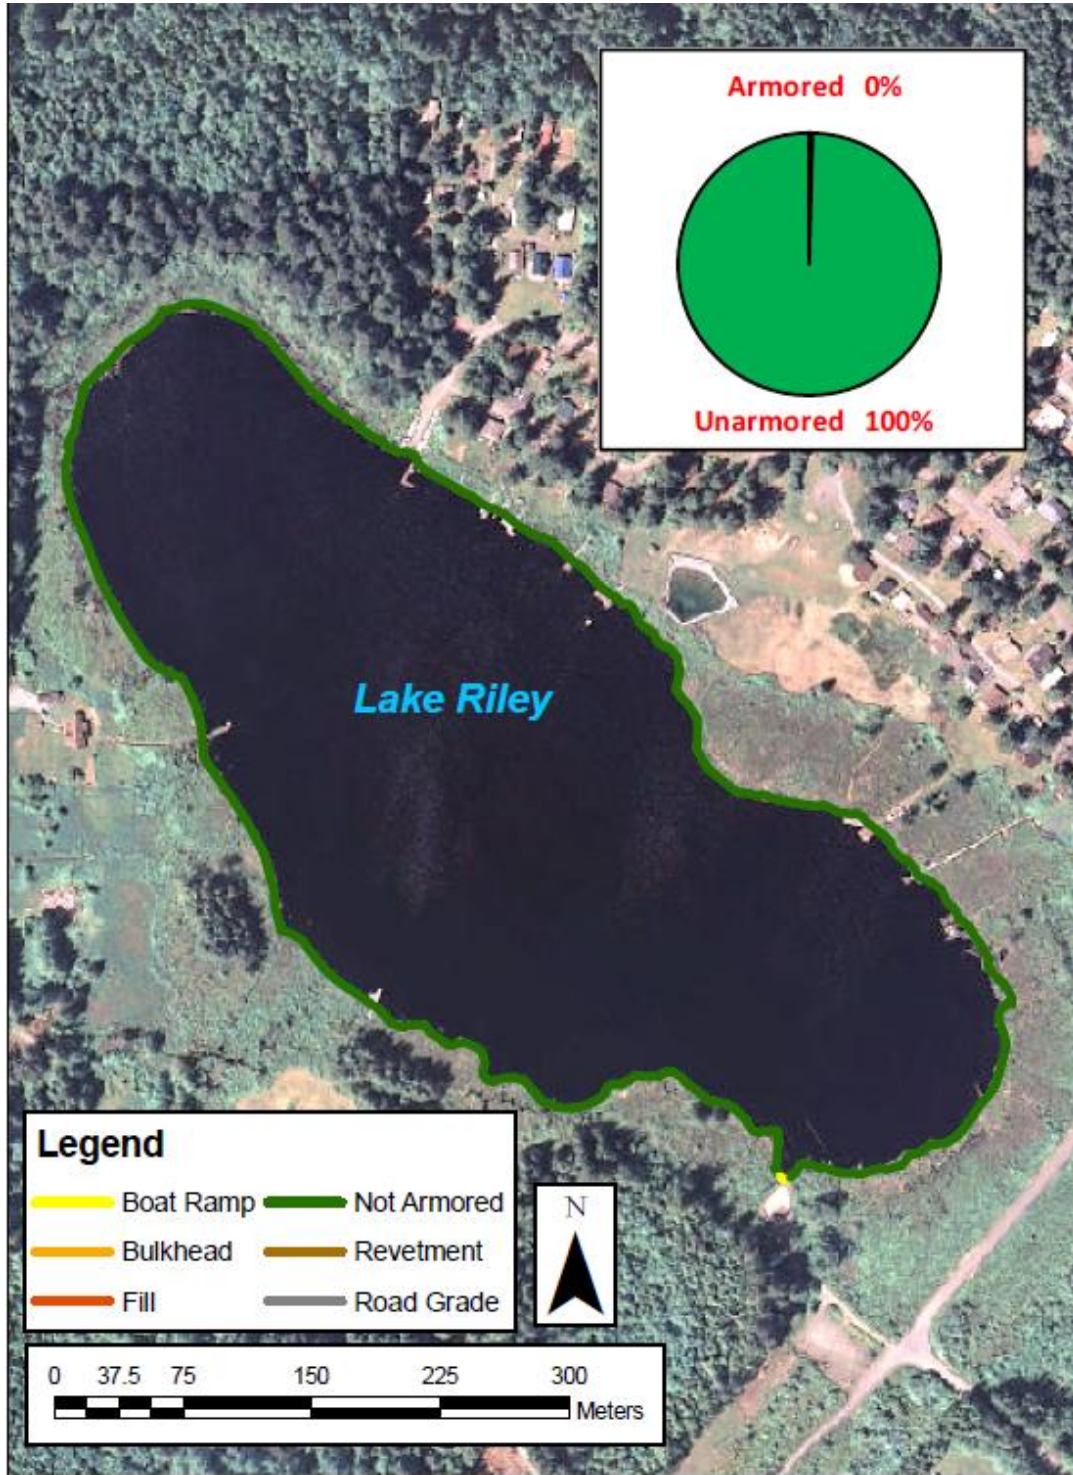 Armored 0%
Unarmored 100%
Lake Riley
Legend
Boat Ramp Not Armored
Bulkhead Revetment
Fill Road Grade
N
0 37.5 75 150 225 300
Meters